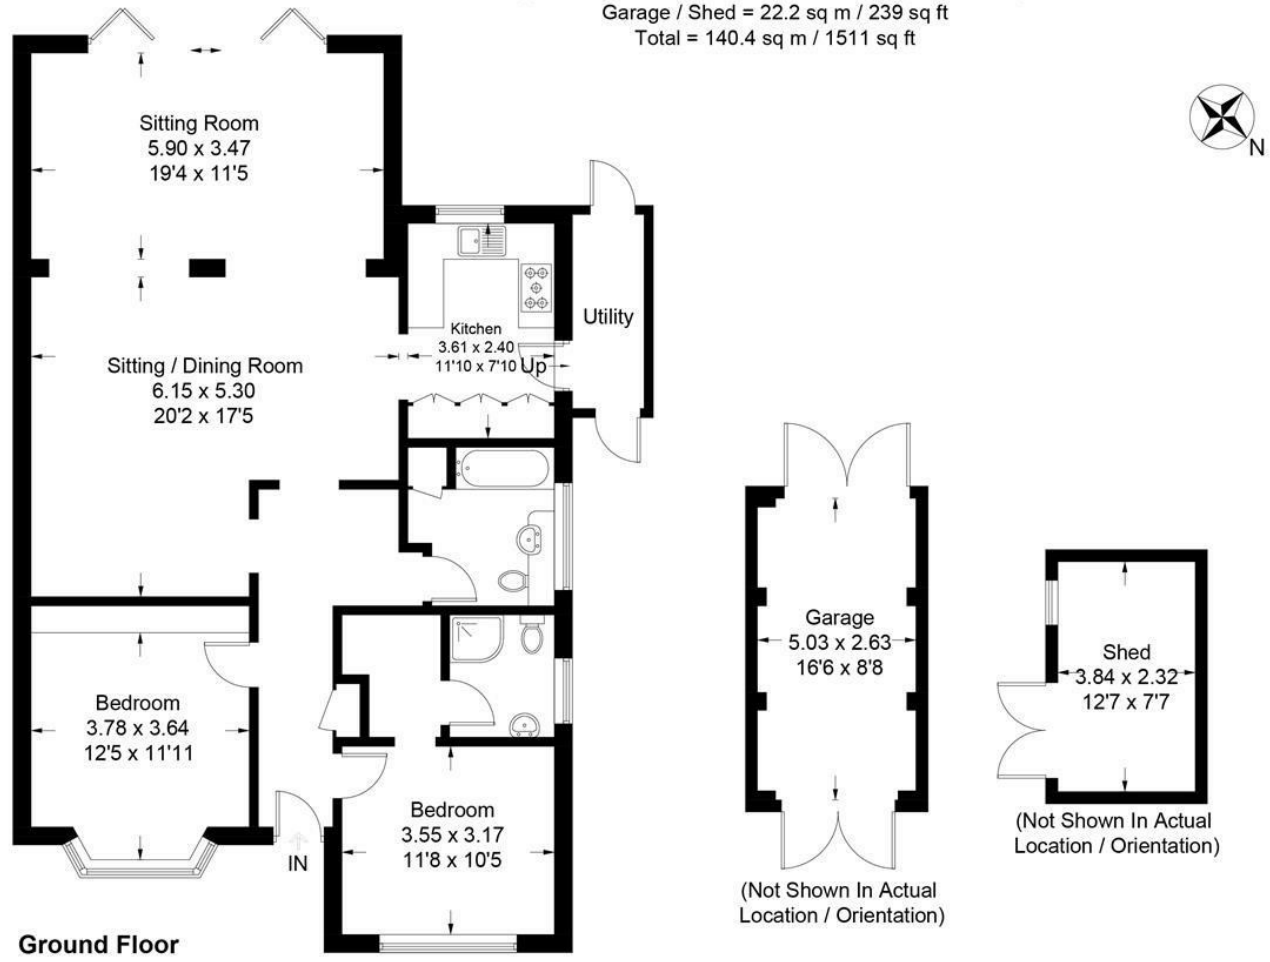 Garage / Shed = 22.2 sq m / 239 sq ft
Total = 140.4 sq m / 1511 sq ft
N
Sitting Room
5.90 x 3.47
19'4 x 11'5
Utility
Kitchen
3.61 x 2.40
11'10 x 7'10
Up
Sitting / Dining Room
6.15 x 5.30
20'2 x 17'5
Garage
5.03 x 2.63
16'6 x 8'8
Shed
3.84 x 2.32
12'7 x 7'7
Bedroom
3.78 x 3.64
12'5 x 11'11
Bedroom
3.55 x 3.17
11'8 x 10'5
IN
(Not Shown In Actual
Location / Orientation)
(Not Shown In Actual
Location / Orientation)
Ground Floor